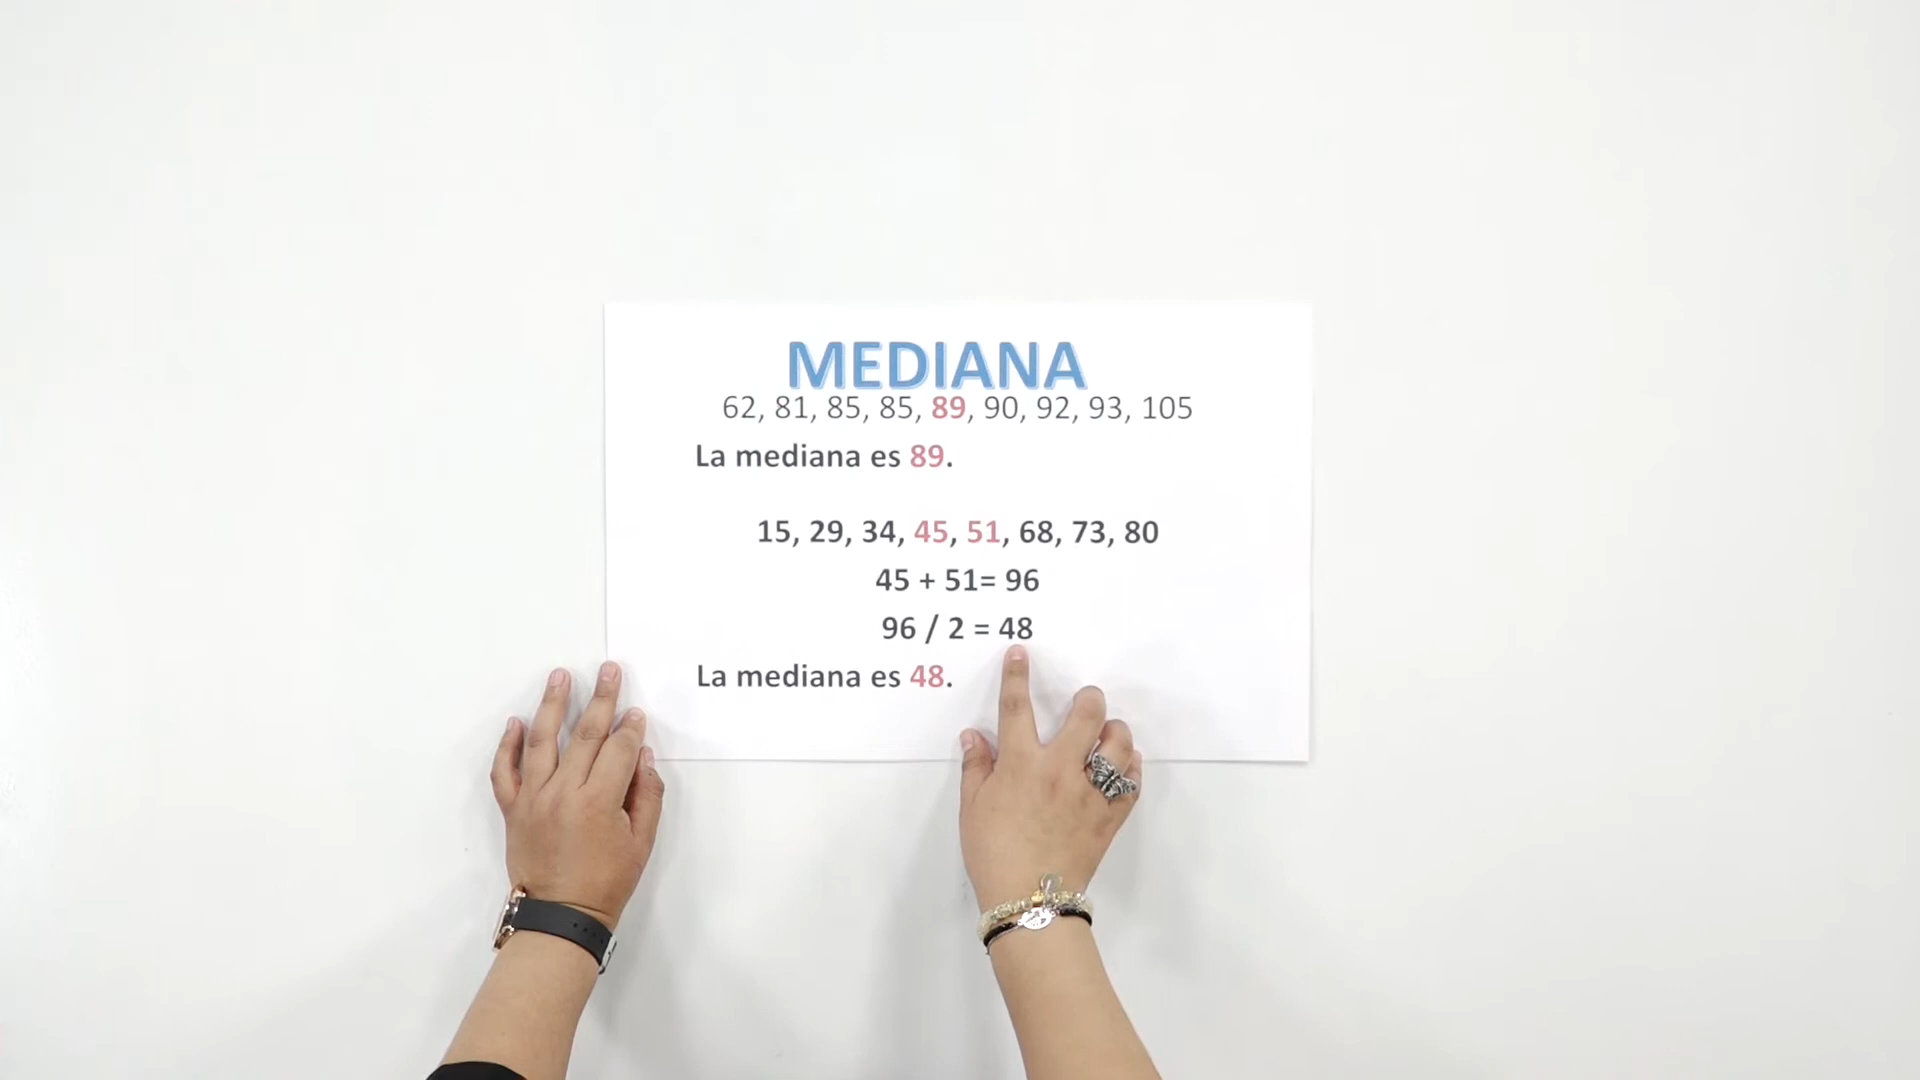 MEDIANA
62, 81, 85, 85, 89, 90, 92, 93, 105
La mediana es 89.
15, 29, 34, 45, 51, 68, 73, 80
45 + 51= 96
96 / 2 = 48
La mediana es 48.